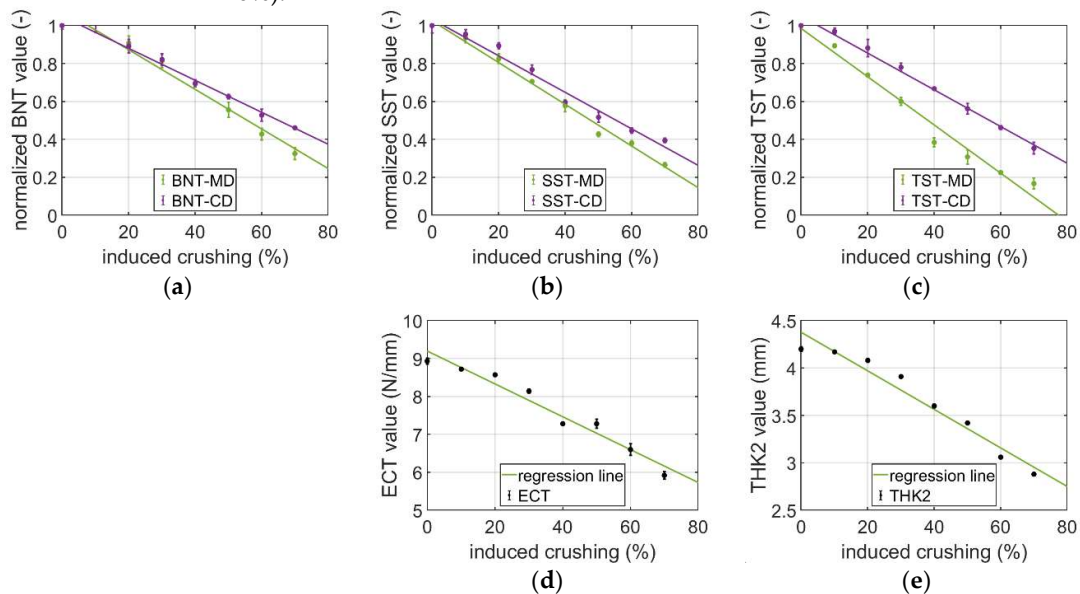 normalized BNT value (-)
1
0.8
0.6
0.4
0.2
0
BNT-MD
BNT-CD
0 20 40 60 80
induced crushing (%)
(a)
normalized SST value (-)
1
0.8
0.6
0.4
0.2
0
SST-MD
SST-CD
0 20 40 60 80
induced crushing (%)
(b)
normalized TST value (-)
1
0.8
0.6
0.4
0.2
0
TST-MD
TST-CD
0 20 40 60 80
induced crushing (%)
(c)
ECT value (N/mm)
10
9
8
7
6
5
regression line
ECT
0 20 40 60 80
induced crushing (%)
(d)
THK2 value (mm)
4.5
4
3.5
3
2.5
regression line
THK2
0 20 40 60 80
induced crushing (%)
(e)